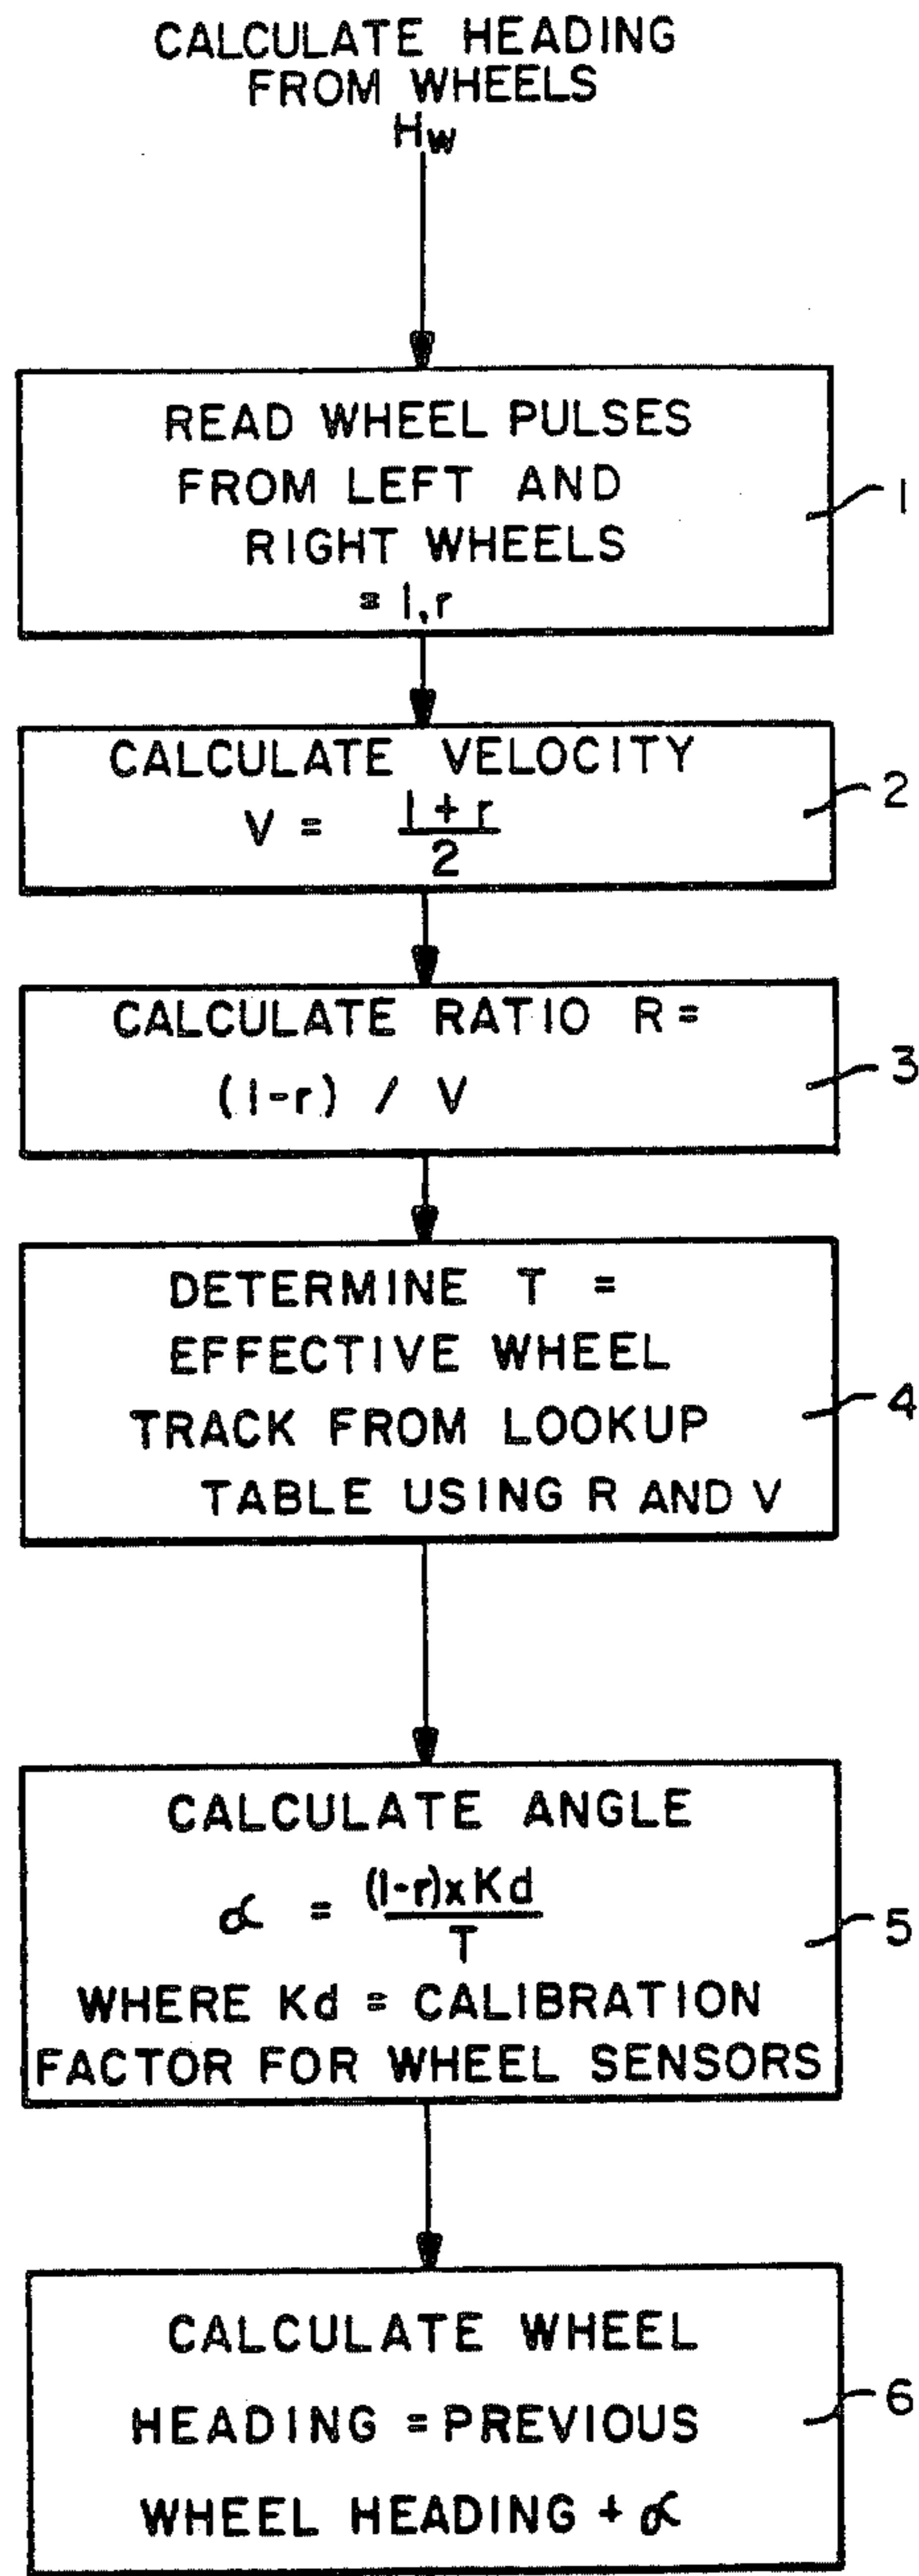 CALCULATE HEADING
FROM WHEELS
Hw
READ WHEEL PULSES
FROM LEFT AND
RIGHT WHEELS
= l,r
1
CALCULATE VELOCITY
V = l + r
2
2
CALCULATE RATIO R =
(l-r) / V
3
DETERMINE T =
EFFECTIVE WHEEL
TRACK FROM LOOKUP
TABLE USING R AND V
4
CALCULATE ANGLE
α = (l-r) x Kd
T
WHERE Kd = CALIBRATION
FACTOR FOR WHEEL SENSORS
5
CALCULATE WHEEL
HEADING = PREVIOUS
WHEEL HEADING + α
6